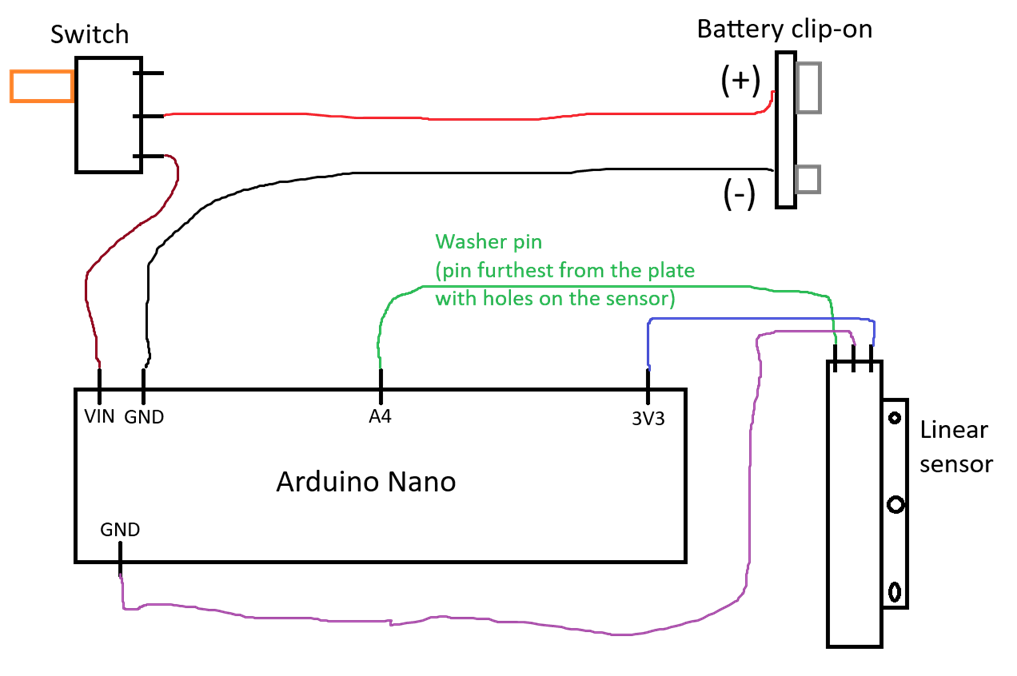 Switch
Battery clip-on
(+)
(-)
Washer pin
(pin furthest from the plate
with holes on the sensor)
VIN
GND
A4
3V3
Linear
sensor
Arduino Nano
GND